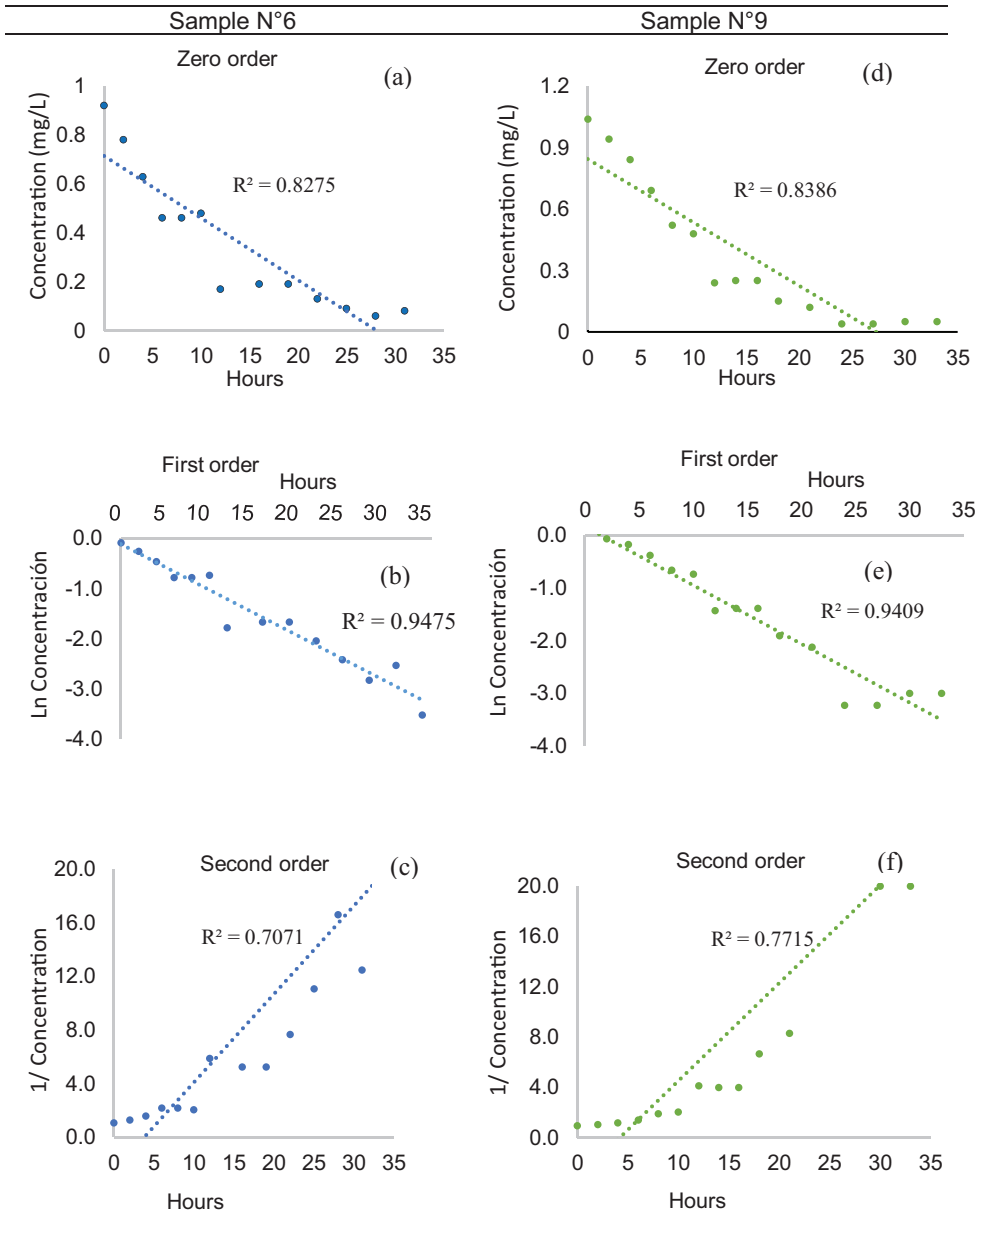 Sample N°6 Sample N°9
Zero order
(a)
Concentration (mg/L)
1
0.8
0.6
0.4
0.2
0
R² = 0.8275
0 5 10 15 20 25 30 35
Hours
Zero order
(d)
Concentration (mg/L)
1.2
0.9
0.6
0.3
0
R² = 0.8386
0 5 10 15 20 25 30 35
Hours
First order
Hours
0 5 10 15 20 25 30 35
Ln Concentración
0.0
-1.0
-2.0
-3.0
-4.0
(b)
R² = 0.9475
First order
Hours
0 5 10 15 20 25 30 35
Ln Concentración
0.0
-1.0
-2.0
-3.0
-4.0
(e)
R² = 0.9409
Second order
(c)
1/ Concentration
20.0
16.0
12.0
8.0
4.0
0.0
R² = 0.7071
0 5 10 15 20 25 30 35
Hours
Second order
(f)
1/ Concentration
20.0
16.0
12.0
8.0
4.0
0.0
R² = 0.7715
0 5 10 15 20 25 30 35
Hours